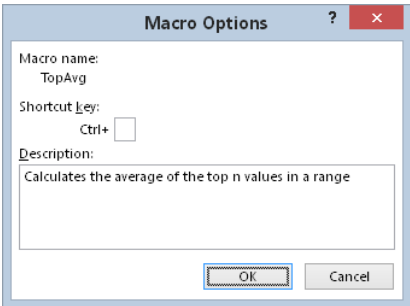 Macro Options
? ×
Macro name:
TopAvg
Shortcut key:
Ctrl+
Description:
Calculates the average of the top n values in a range
OK Cancel